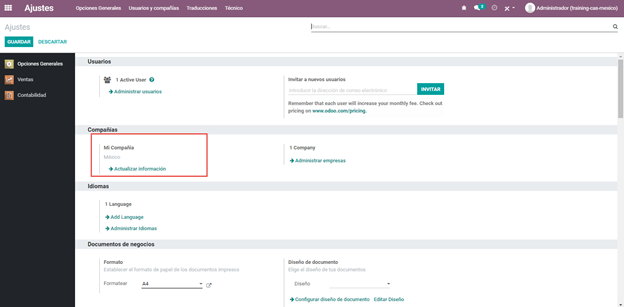 Ajustes
Opciones Generales
Usuarios y compañías
Traducciones
Técnico
2
Administrador (training-cas-mexico)
Ajustes
Buscar...
GUARDAR
DESCARTAR
Opciones Generales
Ventas
Contabilidad
Usuarios
1 Active User
Administrar usuarios
Invitar a nuevos usuarios
Introduce la dirección de correo electrónico
INVITAR
Remember that each user will increase your monthly fee. Check out
pricing on www.odoo.com/pricing.
Compañías
Mi Compañia
México
Actualizar información
1 Company
Administrar empresas
Idiomas
1 Language
Add Language
Administrar Idiomas
Documentos de negocios
Formato
Establecer el formato de papel de los documentos impresos
Formatear
A4
Diseño de documento
Elige el diseño de tus documentos
Diseño
Configurar diseño de documento
Editar Diseño